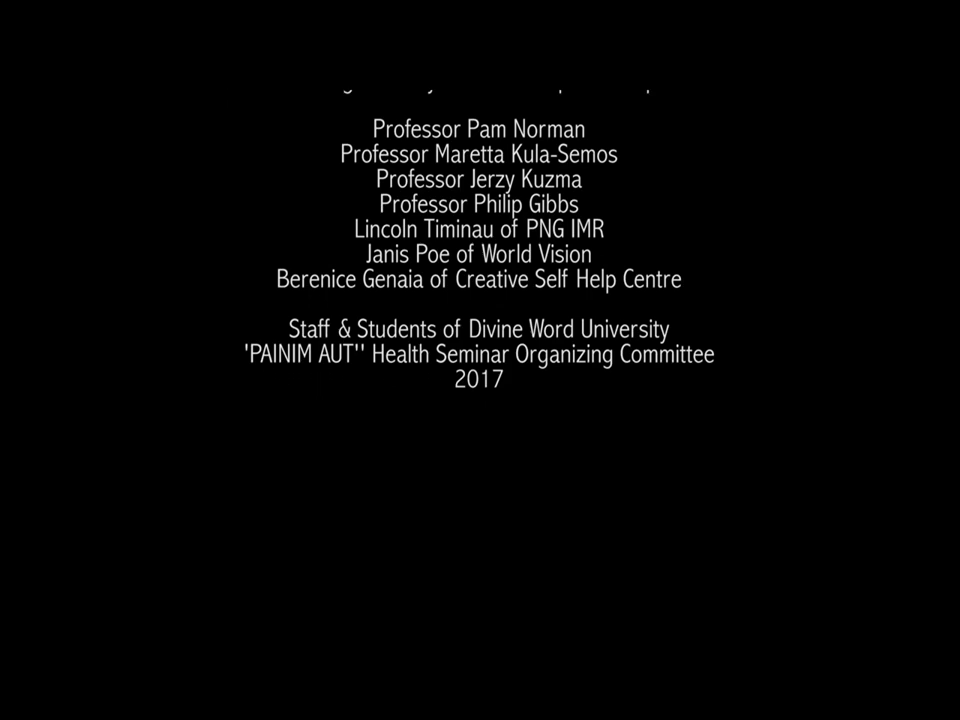 Professor Pam Norman
Professor Maretta Kula-Semos
Professor Jerzy Kuzma
Professor Philip Gibbs
Lincoln Timinau of PNG IMR
Janis Poe of World Vision
Berenice Genaia of Creative Self Help Centre
Staff & Students of Divine Word University
'PAINIM AUT'' Health Seminar Organizing Committee
2017